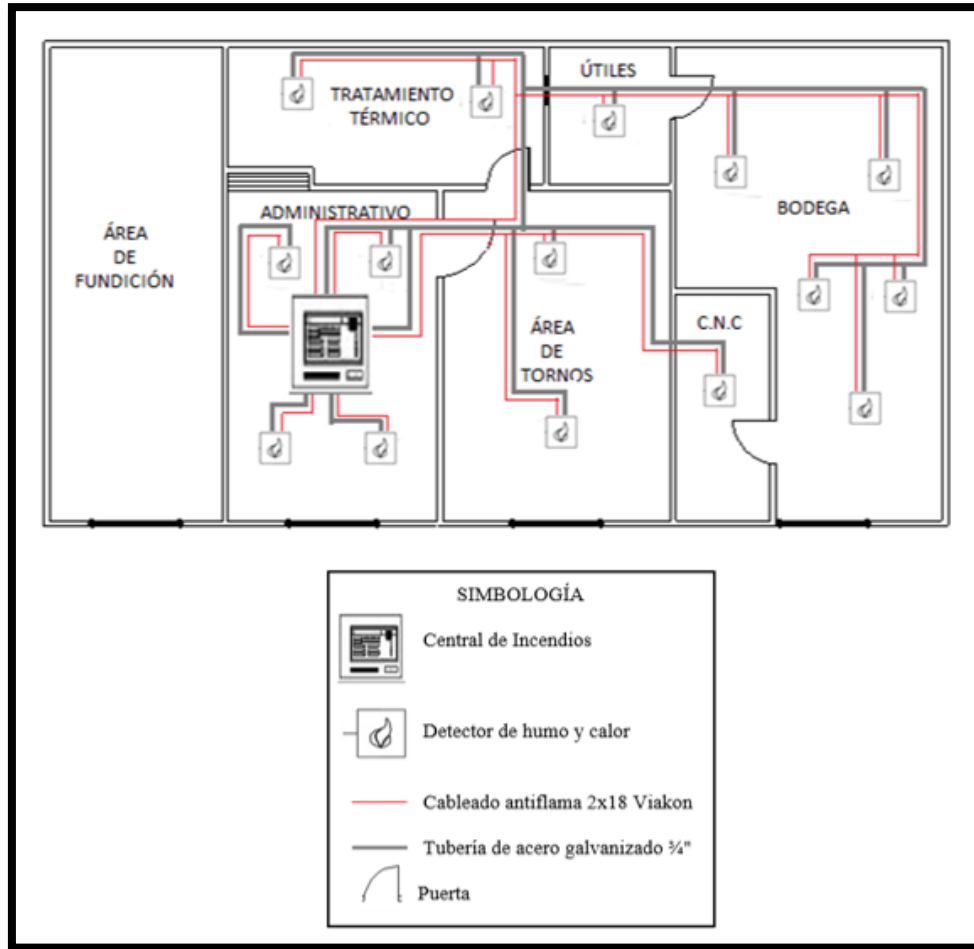 ÚTILES
TRATAMIENTO
TÉRMICO
ADMINISTRATIVO
BODEGA
ÁREA
DE
FUNDICIÓN
C.N.C
ÁREA
DE
TORNOS
SIMBOLOGÍA
Central de Incendios
Detector de humo y calor
Cableado antiflama 2x18 Viakon
Tubería de acero galvanizado ¾"
Puerta